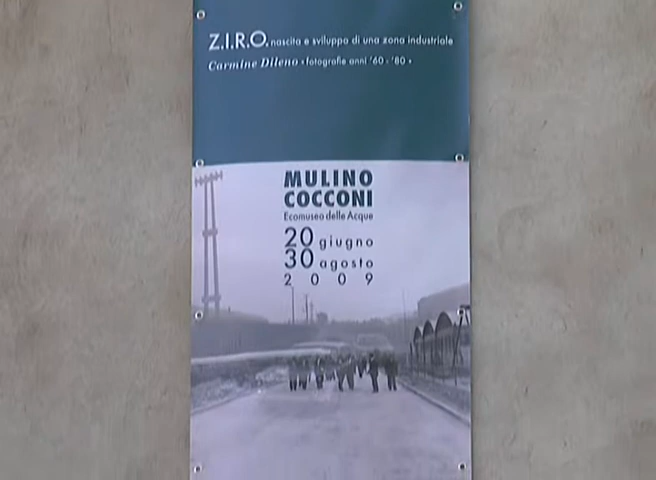 Z.I.R.O. nascita e sviluppo di una zona industriale
Carmine Dileno • fotografie anni '60 - '80 •
MULINO
COCCONI
Ecomuseo delle Acque
20 giugno
30 agosto
2009